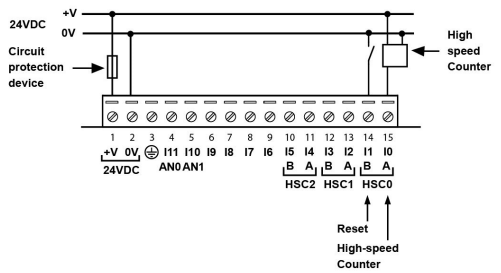 +V
24VDC
0V
Circuit
protection
device
High
speed
Counter
1 2 3 4 5 6 7 8 9 10 11 12 13 14 15
+V 0V I11 I10 I9 I8 I7 I6 I5 I4 I3 I2 I1 I0
24VDC AN0 AN1 B A B A B A
HSC2 HSC1 HSC0
Reset
High-speed
Counter